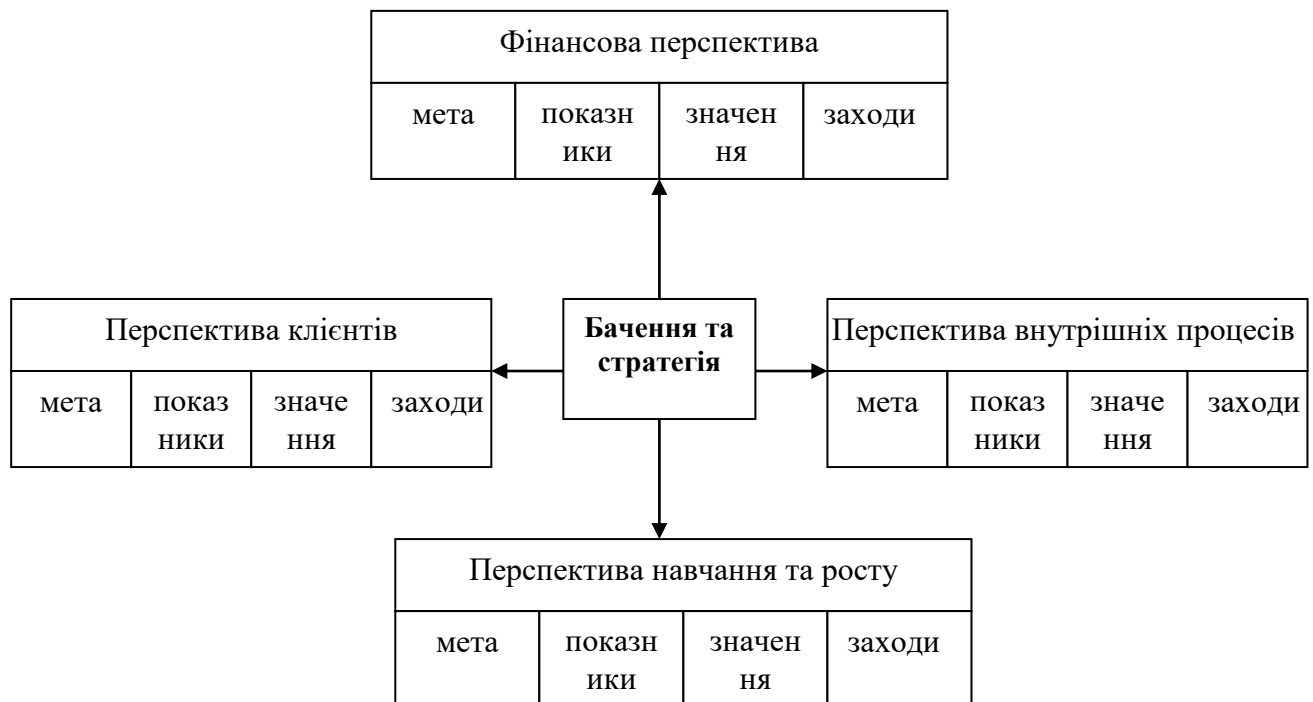 Фінансова перспектива
мета показн значен заходи
ики ня
Перспектива клієнтів
мета показ значе заходи
ники ння
Бачення та
стратегія
Перспектива внутрішніх процесів
мета показ значе заходи
ники ння
Перспектива навчання та росту
мета показн значен заходи
ики ня